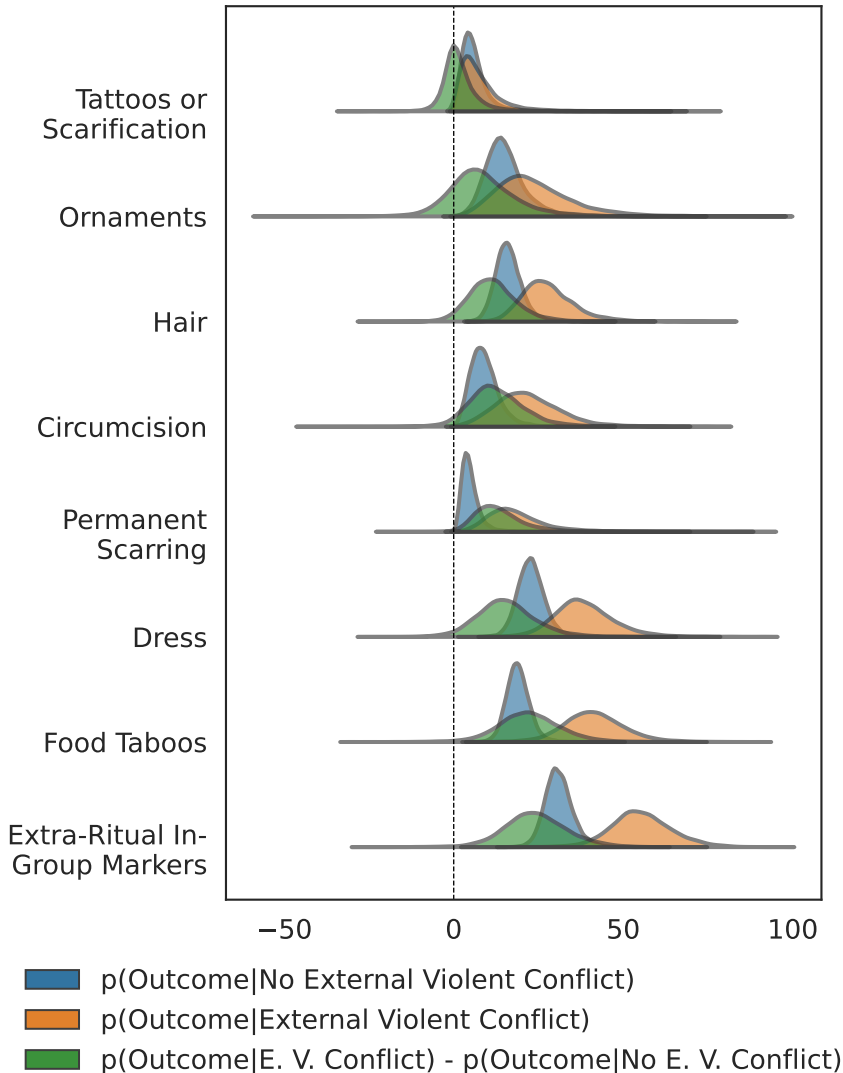 Tattoos or
Scarification
Ornaments
Hair
Circumcision
Permanent
Scarring
Dress
Food Taboos
Extra-Ritual In-
Group Markers
−50 0 50 100
p(Outcome|No External Violent Conflict)
p(Outcome|External Violent Conflict)
p(Outcome|E. V. Conflict) - p(Outcome|No E. V. Conflict)